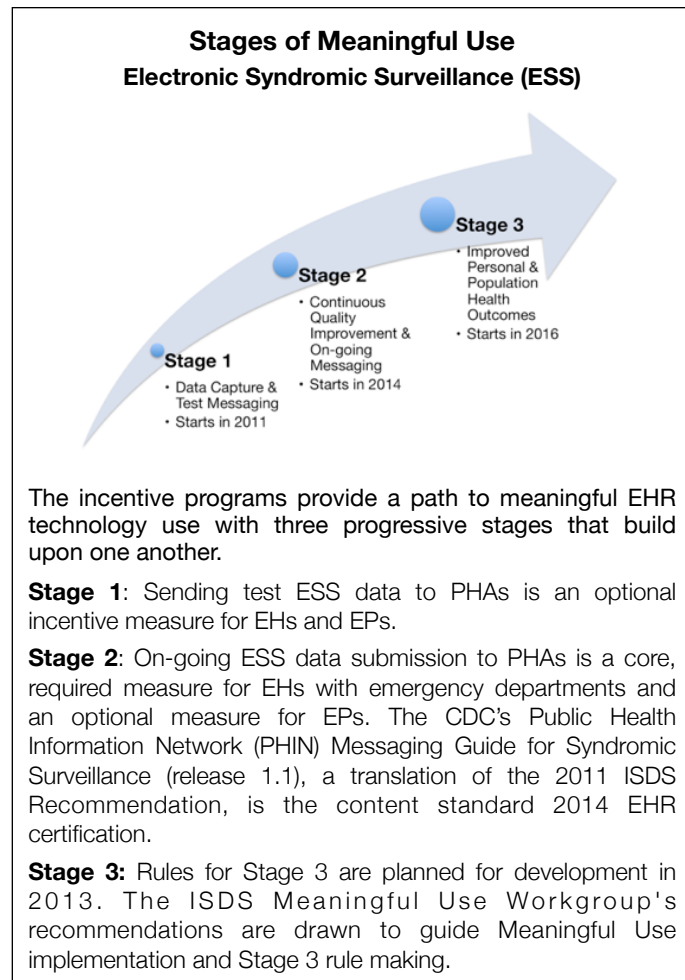 Stages of Meaningful Use
Electronic Syndromic Surveillance (ESS)
Stage 1
• Data Capture &
Test Messaging
• Starts in 2011
Stage 2
• Continuous
Quality
Improvement &
On-going
Messaging
• Starts in 2014
Stage 3
• Improved
Personal &
Population
Health
Outcomes
• Starts in 2016
The incentive programs provide a path to meaningful EHR
technology use with three progressive stages that build
upon one another.
Stage 1: Sending test ESS data to PHAs is an optional
incentive measure for EHs and EPs.
Stage 2: On-going ESS data submission to PHAs is a core,
required measure for EHs with emergency departments and
an optional measure for EPs. The CDC's Public Health
Information Network (PHIN) Messaging Guide for Syndromic
Surveillance (release 1.1), a translation of the 2011 ISDS
Recommendation, is the content standard 2014 EHR
certification.
Stage 3: Rules for Stage 3 are planned for development in
2013. The ISDS Meaningful Use Workgroup's
recommendations are drawn to guide Meaningful Use
implementation and Stage 3 rule making.